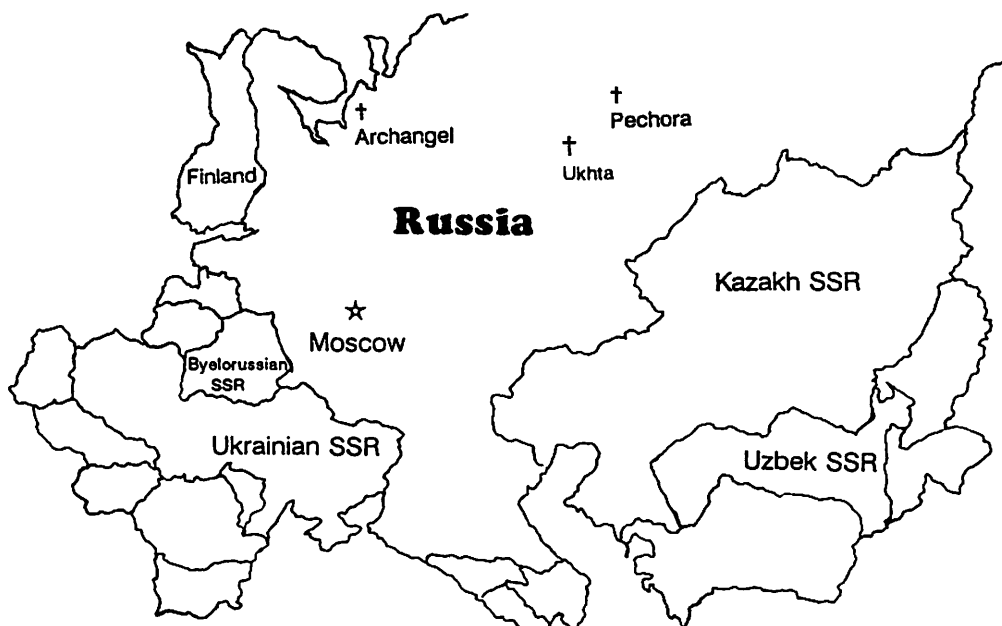 Pechora
Archangel
Ukhta
Finland
Russia
Kazakh SSR
Moscow
Byelorussian
SSR
Ukrainian SSR
Uzbek SSR